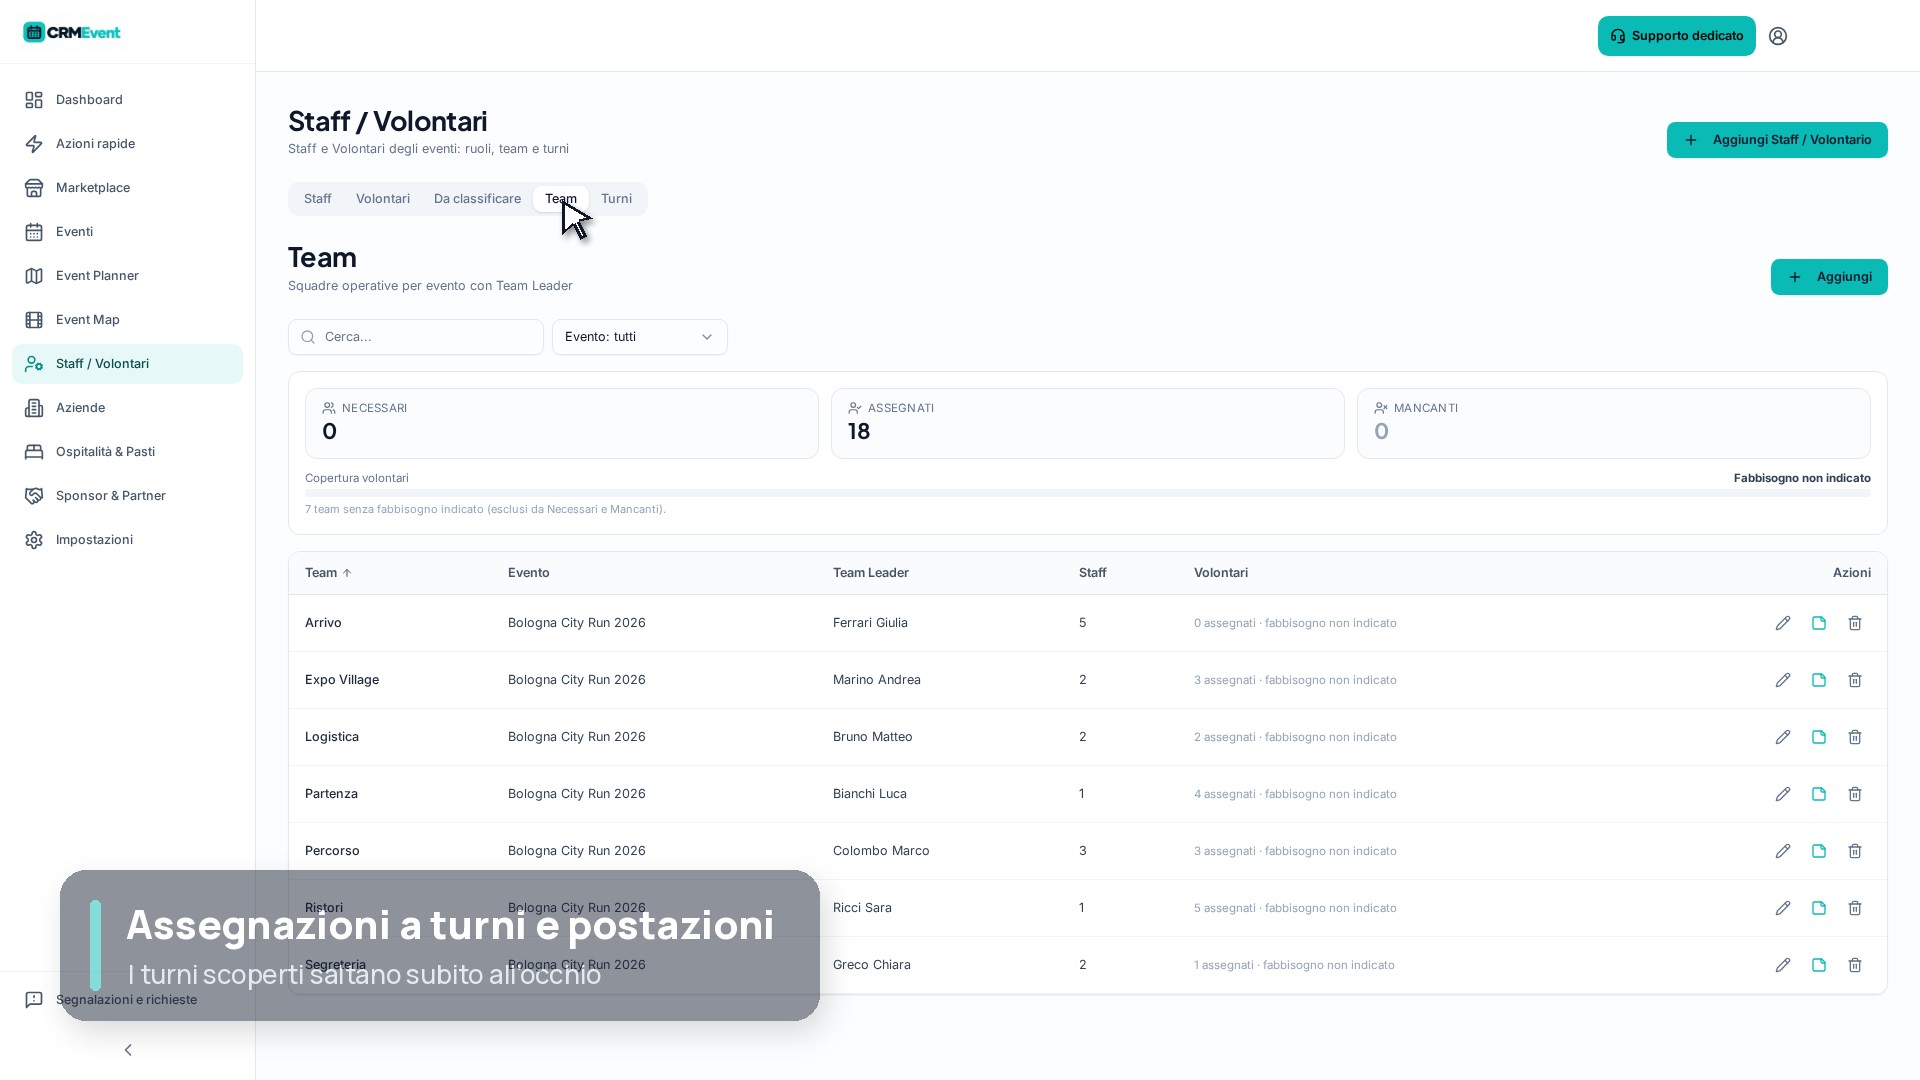 CRMEvent
Supporto dedicato
Dashboard
Azioni rapide
Marketplace
Eventi
Event Planner
Event Map
Staff / Volontari
Aziende
Ospitalità & Pasti
Sponsor & Partner
Impostazioni
Segnalazioni e richieste
Staff / Volontari
Staff e Volontari degli eventi: ruoli, team e turni
Aggiungi Staff / Volontario
Staff Volontari Da classificare Team Turni
Team
Squadre operative per evento con Team Leader
Aggiungi
Cerca...
Evento: tutti
NECESSARI
0
ASSEGNATI
18
MANCANTI
0
Copertura volontari
Fabbisogno non indicato
7 team senza fabbisogno indicato (esclusi da Necessari e Mancanti).
Team Evento Team Leader Staff Volontari Azioni
Arrivo Bologna City Run 2026 Ferrari Giulia 5 0 assegnati · fabbisogno non indicato
Expo Village Bologna City Run 2026 Marino Andrea 2 3 assegnati · fabbisogno non indicato
Logistica Bologna City Run 2026 Bruno Matteo 2 2 assegnati · fabbisogno non indicato
Partenza Bologna City Run 2026 Bianchi Luca 1 4 assegnati · fabbisogno non indicato
Percorso Bologna City Run 2026 Colombo Marco 3 3 assegnati · fabbisogno non indicato
Ristori Bologna City Run 2026 Ricci Sara 1 5 assegnati · fabbisogno non indicato
Segreteria Bologna City Run 2026 Greco Chiara 2 1 assegnati · fabbisogno non indicato
Assegnazioni a turni e postazioni
I turni scoperti saltano subito all'occhio